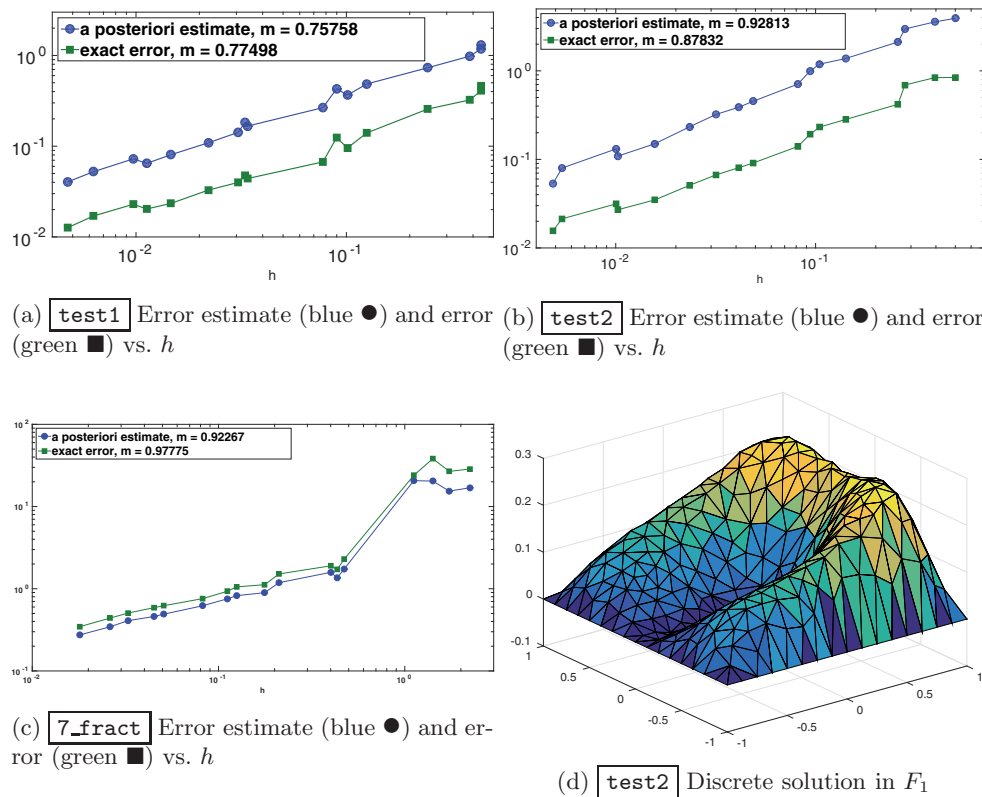 a posteriori estimate, m = 0.75758
exact error, m = 0.77498
10^0
10^-1
10^-2
10^-2
10^-1
h
(a) test1 Error estimate (blue ●) and error
(green ■) vs. h
a posteriori estimate, m = 0.92813
exact error, m = 0.87832
10^0
10^-1
10^-2
10^-2
10^-1
10^0
h
(b) test2 Error estimate (blue ●) and error
(green ■) vs. h
a posteriori estimate, m = 0.92267
exact error, m = 0.97775
10^2
10^1
10^0
10^-1
10^-2
10^-1
10^0
h
(c) 7_fract Error estimate (blue ●) and er-
ror (green ■) vs. h
0.3
0.2
0.1
0
-0.1
1
0.5
0
-0.5
-1
-1
-0.5
0
0.5
1
(d) test2 Discrete solution in F₁